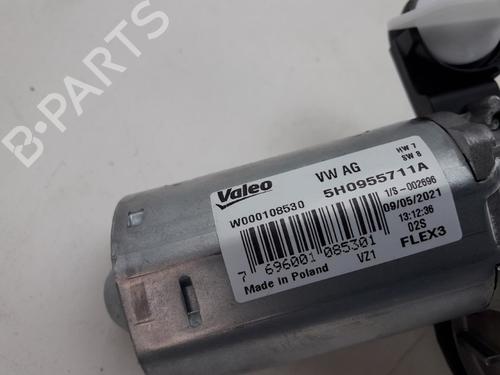 Valeo
VW AG
HW 7
SW 8
W000108530
5H0955711A
1/S-002696
09/05/2021
13:12:36
7 696001 085301
02S
Made in Poland
VZ1
FLEX3
B-PARTS